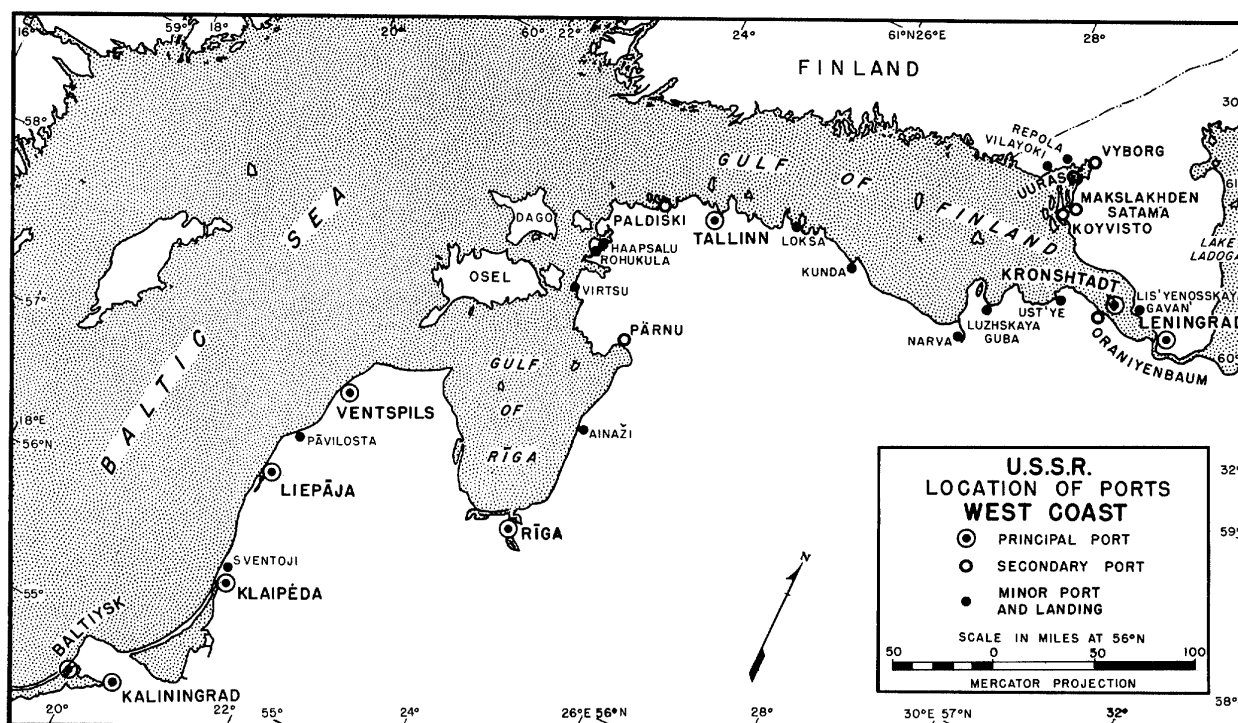 16°
59°
18°
20°
60°
22°
24°
61°N26°E
28°
30
58°
FINLAND
REPOLA
VILAYOKI
VYBORG
UURAS
61
GULF OF FINLAND
MAKSLAKHDEN
SATAMA
KOYVISTO
DAGO
PALDISKI
TALLINN
LOKSA
LAKE
LADOGA
BALTIC SEA
HAAPSALU
ROHUKULA
OSEL
KUNDA
KRONSHTADT
57°
VIRTSU
LIS'YENOSSKAYA
GAVAN'
UST'YE
LUZHSKAYA
GUBA
LENINGRAD
PÄRNU
NARVA
ORANIYENBAUM
60°
GULF
OF
RĪGA
VENTSPILS
18°E
56°N
PĀVILOSTA
AINAŽI
LIEPĀJA
RĪGA
U.S.S.R.
LOCATION OF PORTS
WEST COAST
PRINCIPAL PORT
SECONDARY PORT
MINOR PORT
AND LANDING
SCALE IN MILES AT 56°N
50 0 50 100
MERCATOR PROJECTION
32°
59°
N
SVENTOJI
KLAIPĖDA
55°
BALTIYSK
KALININGRAD
20°
22°
55°
24°
26°E 56°N
28°
30°E 57°N
32°
58°